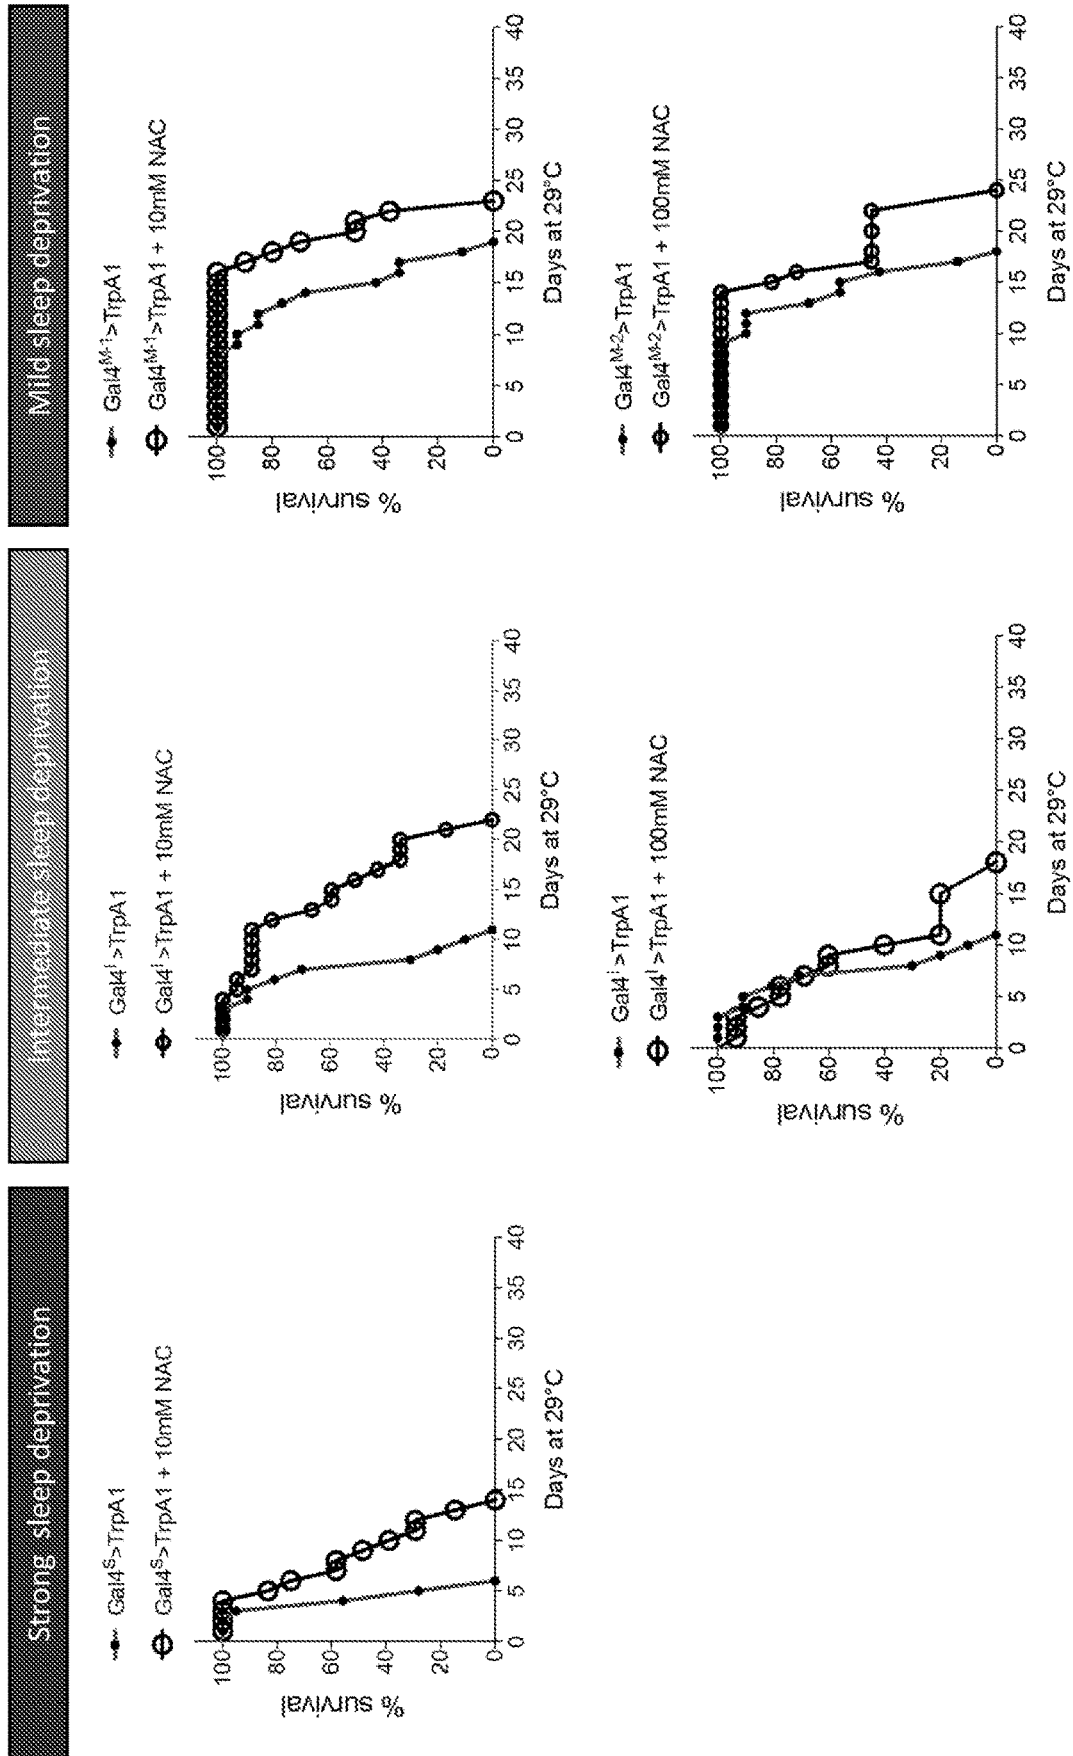 Strong sleep deprivation
Gal4S>TrpA1
Gal4S>TrpA1 + 10mM NAC
% survival
100
80
60
40
20
0
0 5 10 15 20 25 30 35 40
Days at 29°C
Intermediate sleep deprivation
Gal4I>TrpA1
Gal4I>TrpA1 + 10mM NAC
% survival
100
80
60
40
20
0
0 5 10 15 20 25 30 35 40
Days at 29°C
Gal4I>TrpA1
Gal4I>TrpA1 + 100mM NAC
% survival
100
80
60
40
20
0
0 5 10 15 20 25 30 35 40
Days at 29°C
Mild sleep deprivation
Gal4M-1>TrpA1
Gal4M-1>TrpA1 + 10mM NAC
% survival
100
80
60
40
20
0
0 5 10 15 20 25 30 35 40
Days at 29°C
Gal4M-2>TrpA1
Gal4M-2>TrpA1 + 100mM NAC
% survival
100
80
60
40
20
0
0 5 10 15 20 25 30 35 40
Days at 29°C